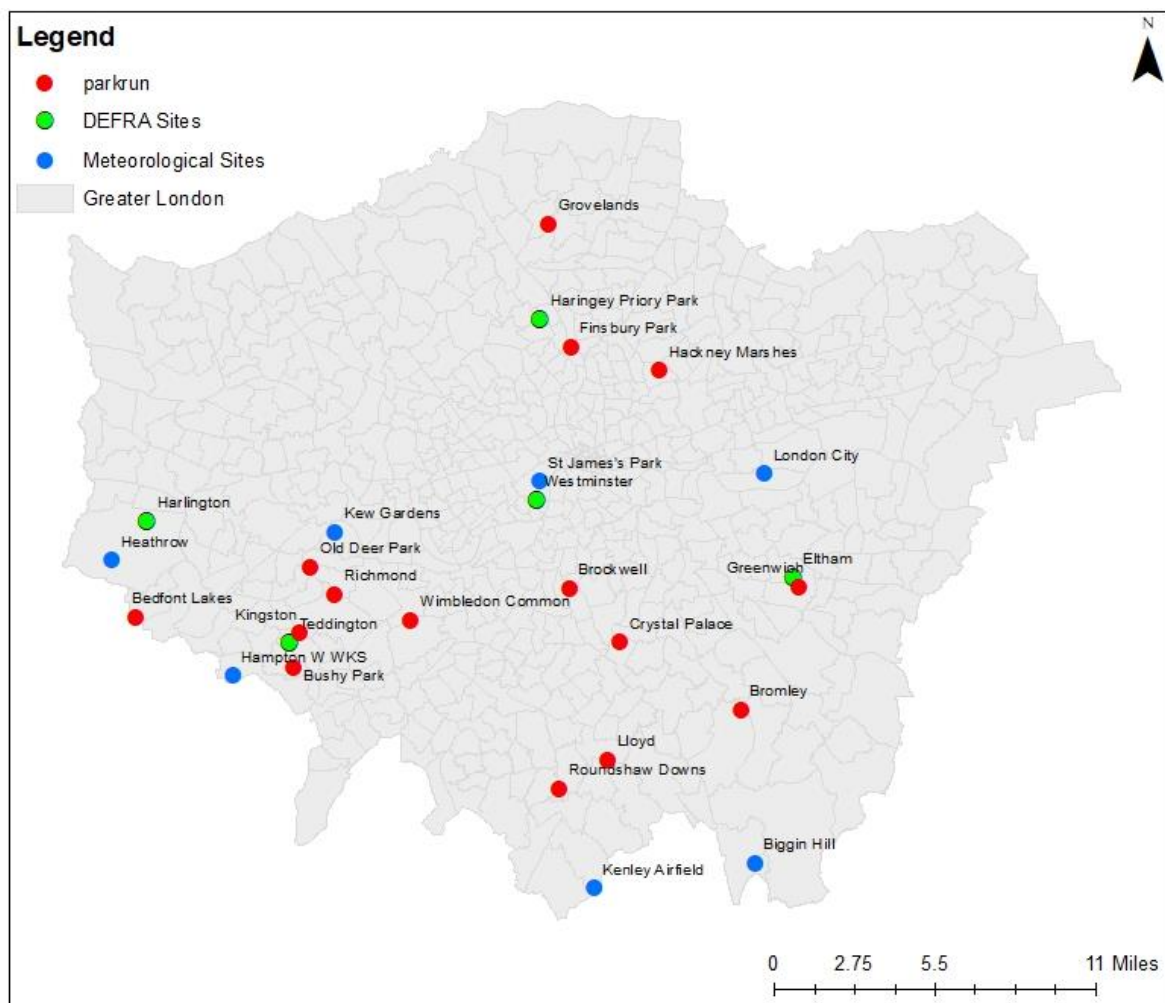 Legend
N
parkrun
DEFRA Sites
Meteorological Sites
Greater London
Grovelands
Haringey Priory Park
Finsbury Park
Hackney Marshes
London City
St James's Park
Westminster
Harlington
Kew Gardens
Heathrow
Old Deer Park
Eltham
Greenwich
Richmond
Brockwell
Bedfont Lakes
Wimbledon Common
Kingston
Teddington
Crystal Palace
Hampton W WKS
Bushy Park
Bromley
Lloyd
Roundshaw Downs
Biggin Hill
Kenley Airfield
0 2.75 5.5 11 Miles